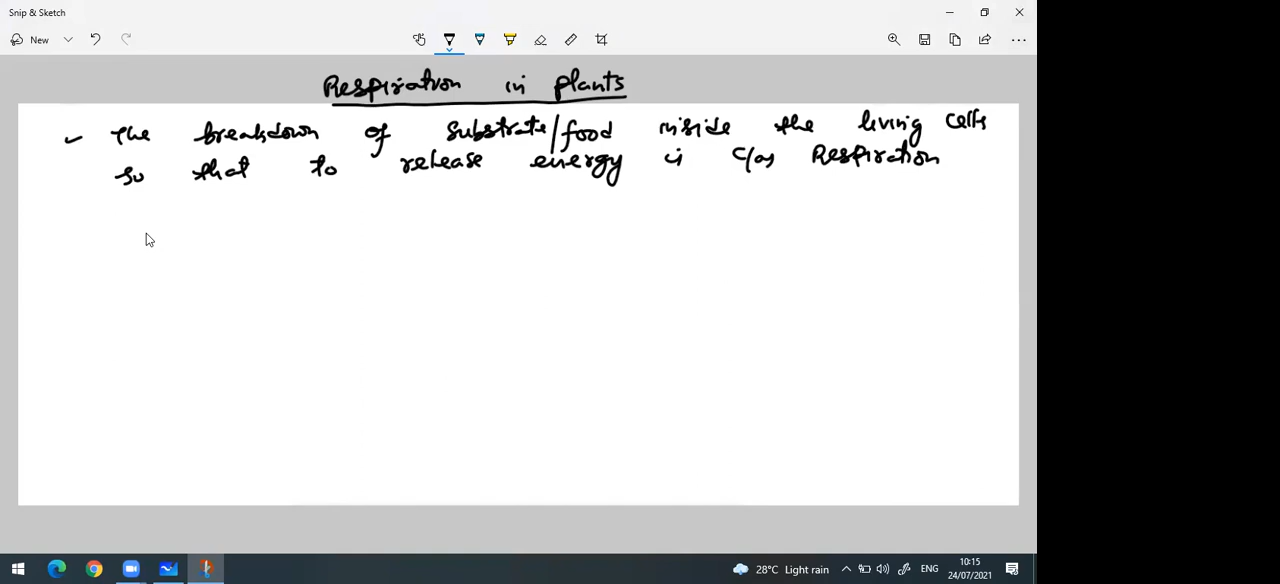 Snip & Sketch
New
Respiration in plants
The breakdown of substrate/food inside the living cells
so that to release energy is c/as Respiration
28°C Light rain
ENG
10:15
24/07/2021